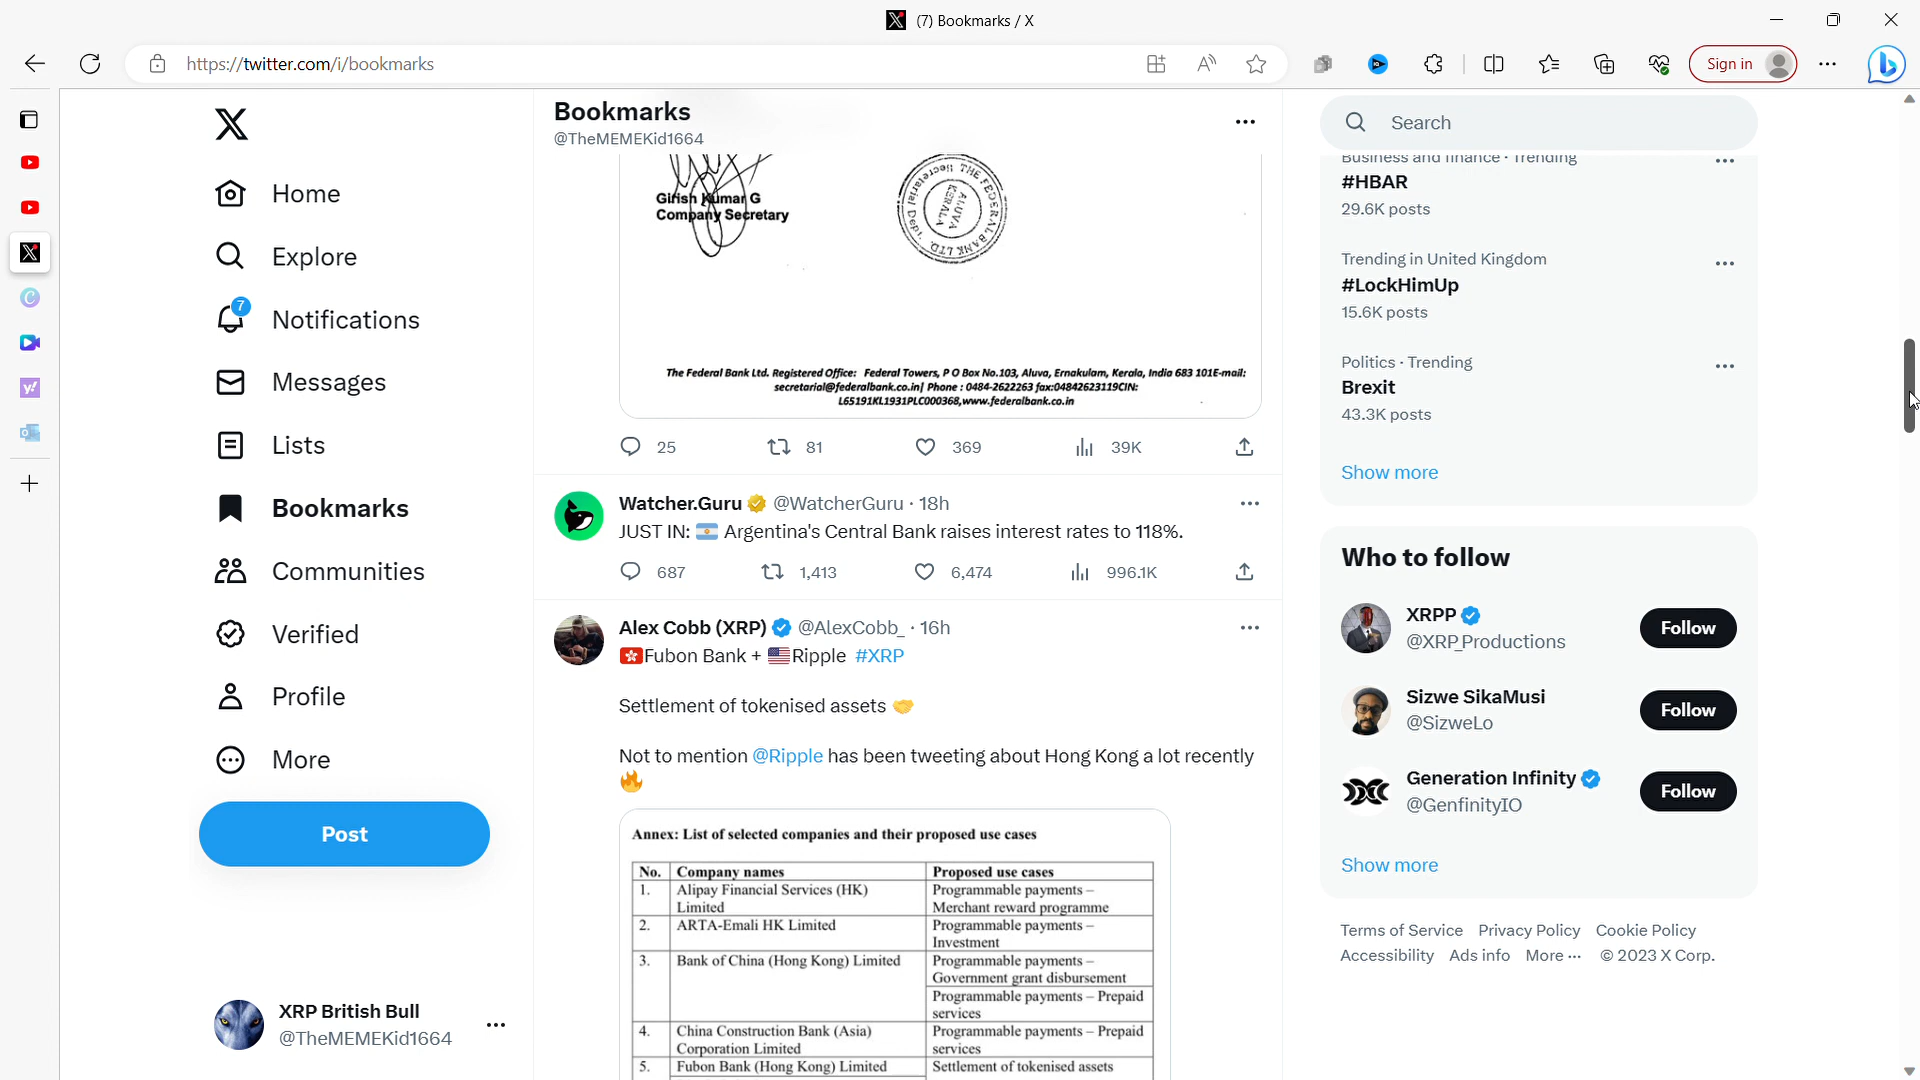 (7) Bookmarks / X
https://twitter.com/i/bookmarks
Sign in
X
Home
Explore
7
Notifications
Messages
Lists
Bookmarks
Communities
Verified
Profile
More
Post
XRP British Bull
@TheMEMEKid1664
Bookmarks
@TheMEMEKid1664
Girish Kumar G
Company Secretary
THE FEDERAL BANK LTD.
Secretarial Dept.
ALUVA
KERALA
The Federal Bank Ltd. Registered Office: Federal Towers, P O Box No.103, Aluva, Ernakulam, Kerala, India 683 101E-mail:
secretarial@federalbank.co.in| Phone : 0484-2622263 fax:04842623119CIN:
L65191KL1931PLC000368,www.federalbank.co.in
25 81 369 39K
Watcher.Guru @WatcherGuru · 18h
JUST IN: 🇦🇷 Argentina's Central Bank raises interest rates to 118%.
687 1,413 6,474 996.1K
Alex Cobb (XRP) @AlexCobb_ · 16h
🇭🇰Fubon Bank + 🇺🇸Ripple #XRP
Settlement of tokenised assets 🤝
Not to mention @Ripple has been tweeting about Hong Kong a lot recently
🔥
Annex: List of selected companies and their proposed use cases
No. Company names Proposed use cases
1. Alipay Financial Services (HK) Programmable payments –
Limited Merchant reward programme
2. ARTA-Emali HK Limited Programmable payments –
Investment
3. Bank of China (Hong Kong) Limited Programmable payments –
Government grant disbursement
Programmable payments – Prepaid
services
4. China Construction Bank (Asia) Programmable payments – Prepaid
Corporation Limited services
5. Fubon Bank (Hong Kong) Limited Settlement of tokenised assets
Search
Business and finance · Trending
#HBAR
29.6K posts
Trending in United Kingdom
#LockHimUp
15.6K posts
Politics · Trending
Brexit
43.3K posts
Show more
Who to follow
XRPP
@XRP_Productions
Follow
Sizwe SikaMusi
@SizweLo
Follow
Generation Infinity
@GenfinityIO
Follow
Show more
Terms of Service Privacy Policy Cookie Policy
Accessibility Ads info More ··· © 2023 X Corp.